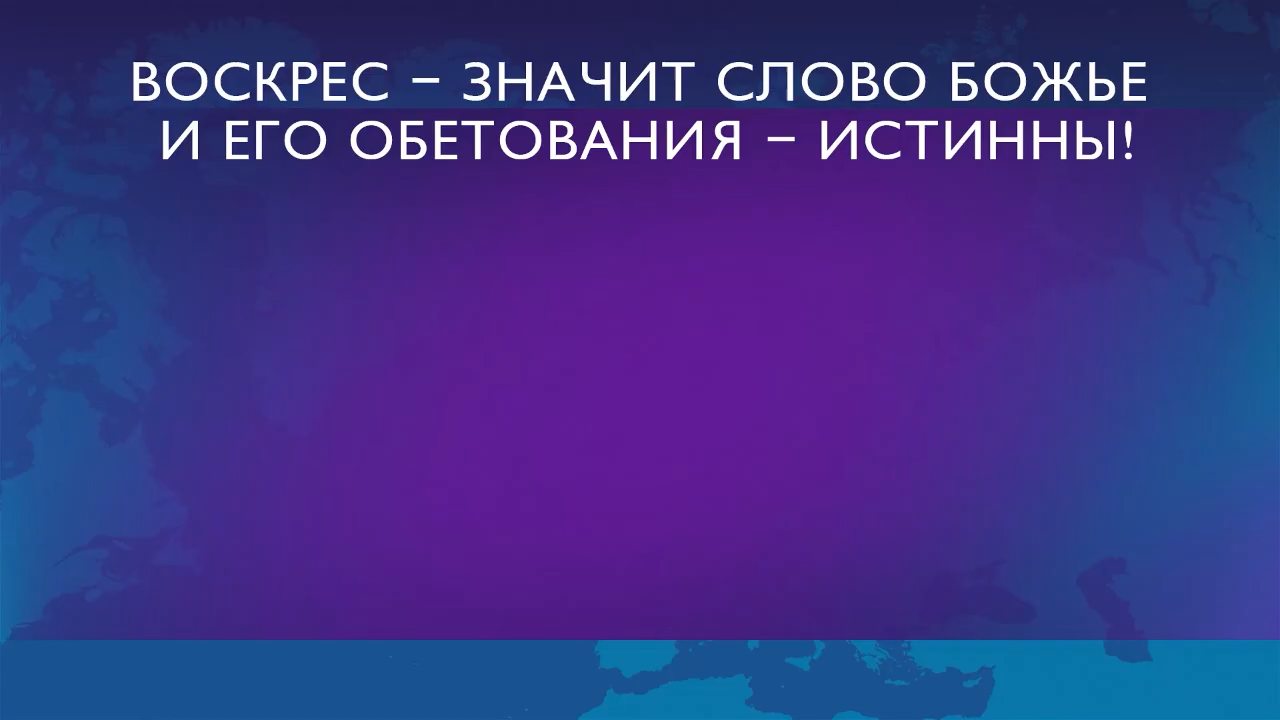 ВОСКРЕС – ЗНАЧИТ СЛОВО БОЖЬЕ
И ЕГО ОБЕТОВАНИЯ – ИСТИННЫ!